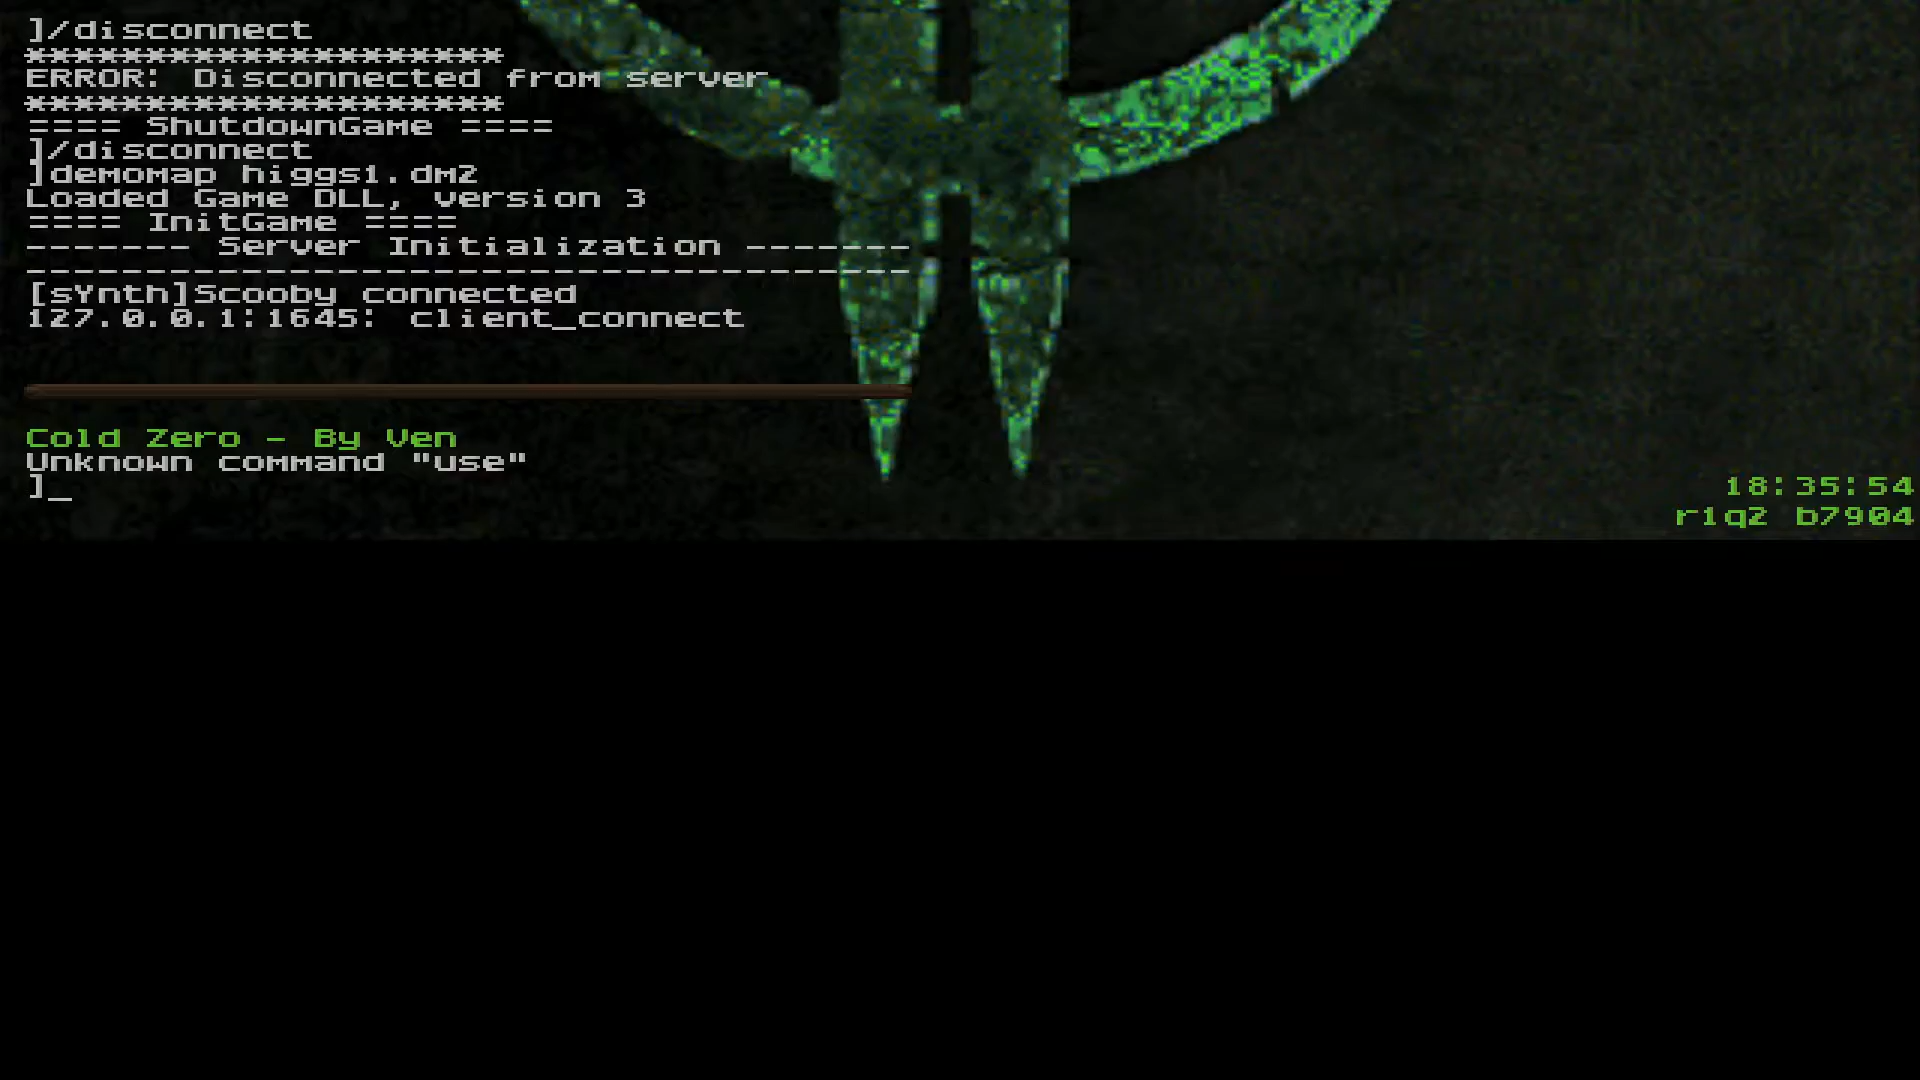 ]/disconnect
********************
ERROR: Disconnected from server
********************
==== ShutdownGame ====
]/disconnect
]demomap higgs1.dm2
Loaded Game DLL, version 3
==== InitGame ====
------- Server Initialization -------
-------------------------------------
[sYnth]Scooby connected
127.0.0.1:1645: client_connect
Cold Zero - By Ven
Unknown command "use"
]_
18:35:54
r1q2 b7904